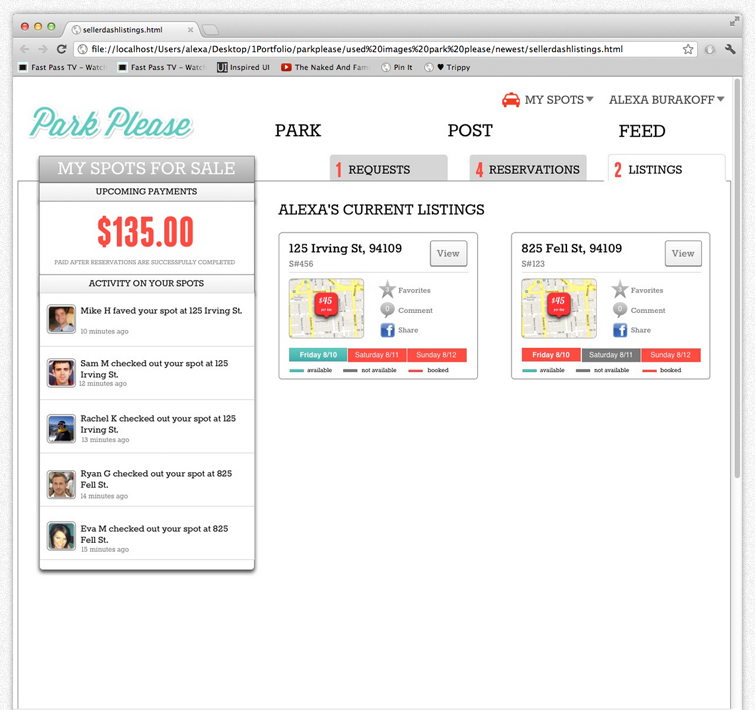 sellerdashlistings.html
file://localhost/Users/alexa/Desktop/1Portfolio/parkplease/used%20images%20park%20please/newest/sellerdashlistings.html
Fast Pass TV – Watch
Fast Pass TV – Watch
Inspired UI
The Naked And Fam
Pin It
♥ Trippy
MY SPOTS
ALEXA BURAKOFF
Park Please
PARK
POST
FEED
MY SPOTS FOR SALE
UPCOMING PAYMENTS
$135.00
PAID AFTER RESERVATIONS ARE SUCCESSFULLY COMPLETED
ACTIVITY ON YOUR SPOTS
Mike H faved your spot at 125 Irving St.
10 minutes ago
Sam M checked out your spot at 125
Irving St.
12 minutes ago
Rachel K checked out your spot at 125
Irving St.
13 minutes ago
Ryan G checked out your spot at 825
Fell St.
14 minutes ago
Eva M checked out your spot at 825
Fell St.
15 minutes ago
1 REQUESTS
4 RESERVATIONS
2 LISTINGS
ALEXA'S CURRENT LISTINGS
125 Irving St, 94109
S#456
View
$45
Favorites
0 Comment
Share
Friday 8/10
Saturday 8/11
Sunday 8/12
available
not available
booked
825 Fell St, 94109
S#123
View
$45
Favorites
0 Comment
Share
Friday 8/10
Saturday 8/11
Sunday 8/12
available
not available
booked